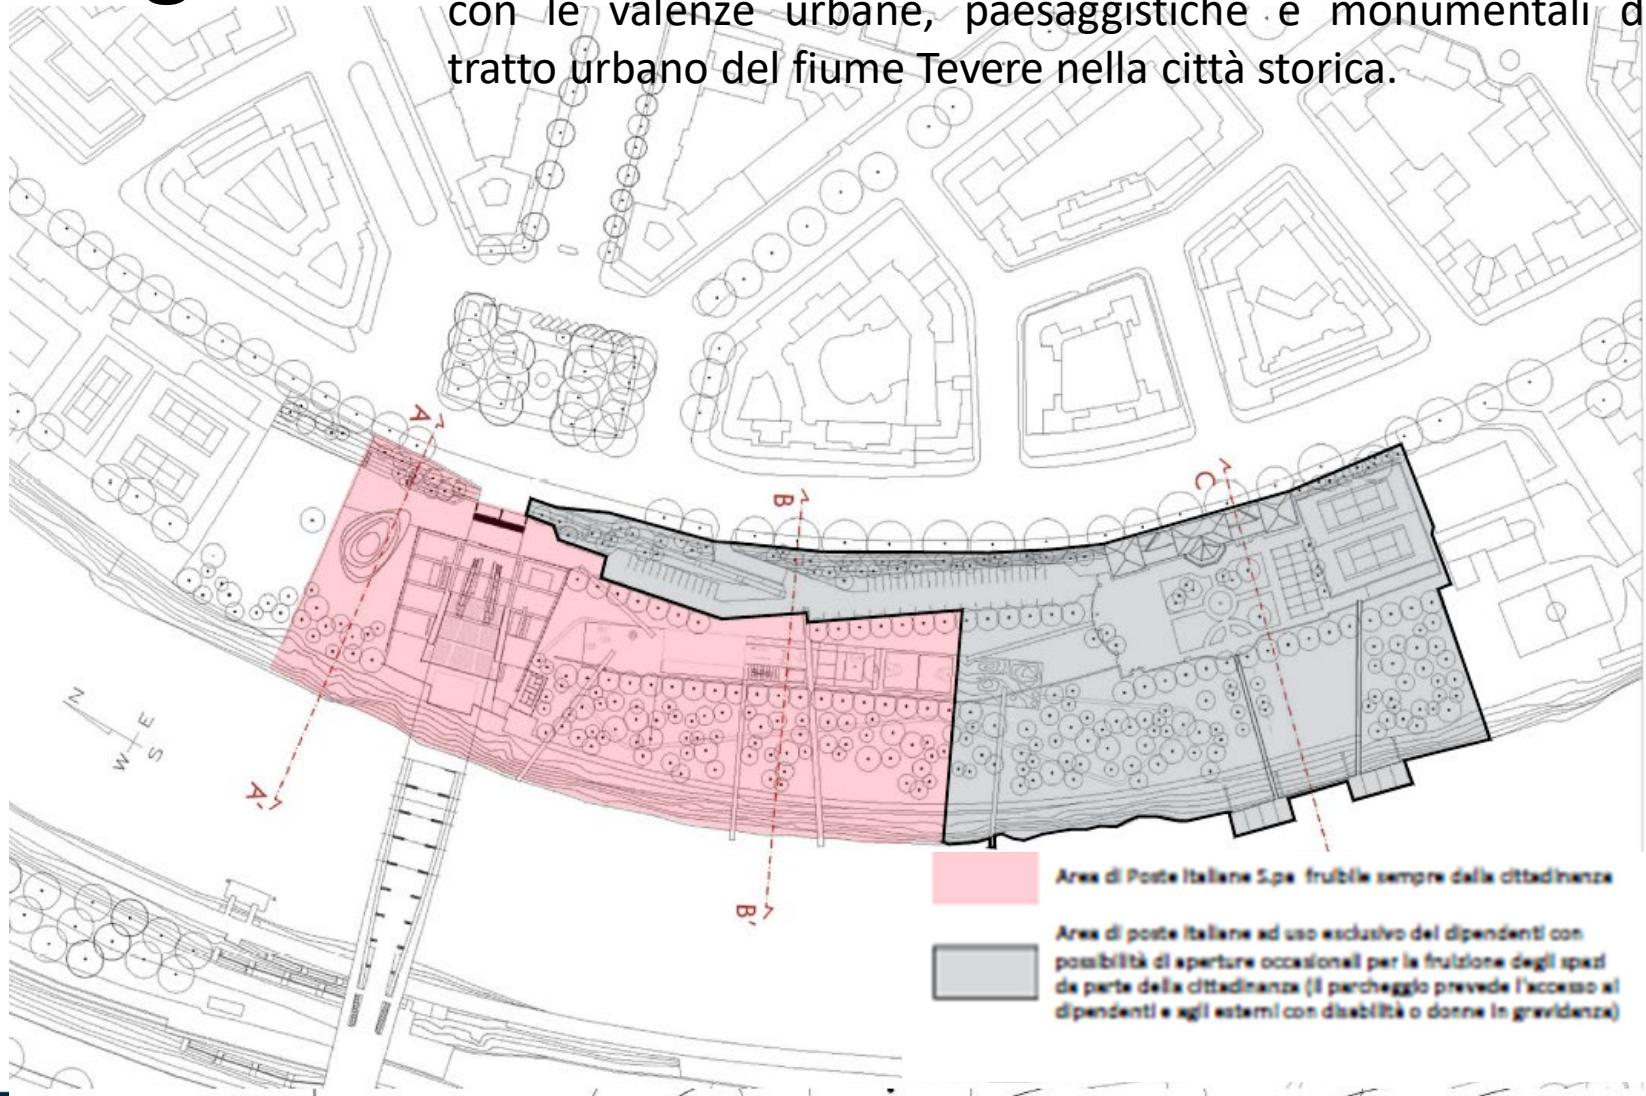 con le valenze urbane, paesaggistiche e monumentali d
tratto urbano del fiume Tevere nella città storica.
A
B
C
N
E
W
S
A'
B'
Area di Poste Italiane S.pa fruibile sempre dalla cittadinanza
Area di poste italiane ad uso esclusivo dei dipendenti con
possibilità di aperture occasionali per la fruizione degli spazi
da parte della cittadinanza (il parcheggio prevede l'accesso ai
dipendenti e agli esterni con disabilità o donne in gravidanza)